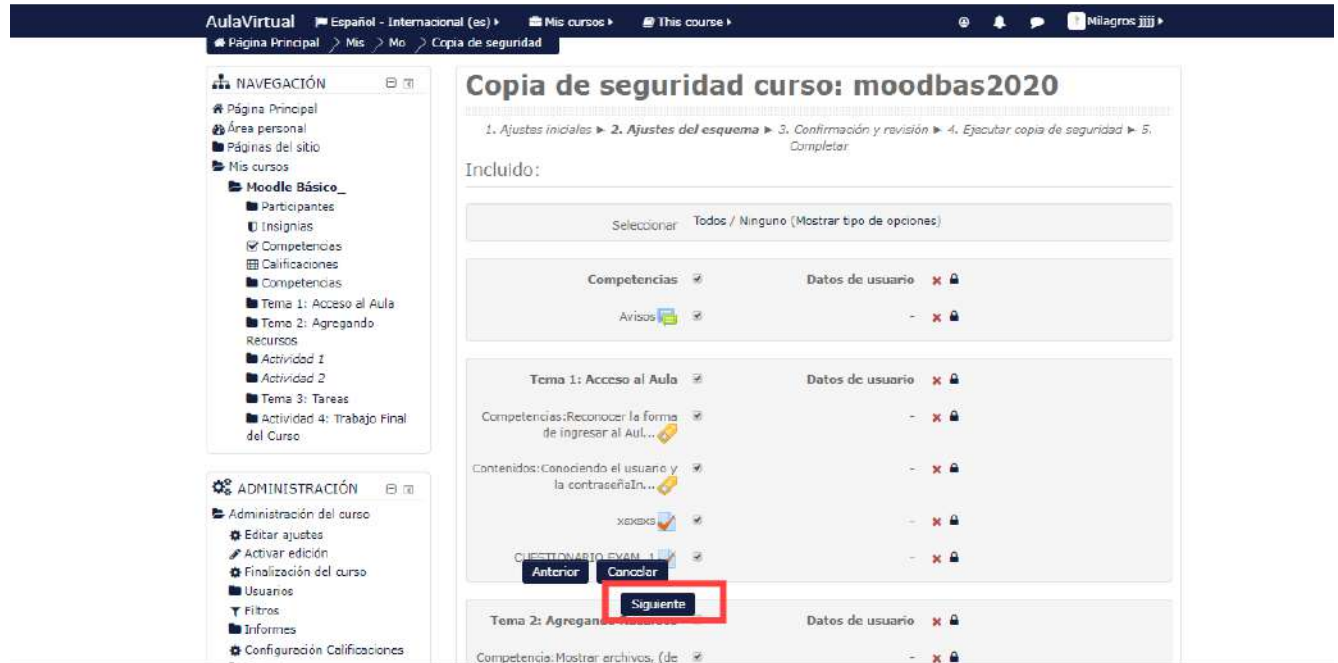 AulaVirtual Español - Internacional (es) Mis cursos This course Milagros jjjj
Página Principal Mis Mo Copia de seguridad
NAVEGACIÓN
Página Principal
Área personal
Páginas del sitio
Mis cursos
Moodle Básico_
Participantes
Insignias
Competencias
Calificaciones
Competencias
Tema 1: Acceso al Aula
Tema 2: Agregando
Recursos
Actividad 1
Actividad 2
Tema 3: Tareas
Actividad 4: Trabajo Final
del Curso
ADMINISTRACIÓN
Administración del curso
Editar ajustes
Activar edición
Finalización del curso
Usuarios
Filtros
Informes
Configuración Calificaciones
Copia de seguridad curso: moodbas2020
1. Ajustes iniciales ► 2. Ajustes del esquema ► 3. Confirmación y revisión ► 4. Ejecutar copia de seguridad ► 5.
Completar
Incluido:
Seleccionar Todos / Ninguno (Mostrar tipo de opciones)
Competencias Datos de usuario
Avisos -
Tema 1: Acceso al Aula Datos de usuario
Competencias:Reconocer la forma -
de ingresar al Aul...
Contenidos:Conociendo el usuario y -
la contraseñaIn...
-
CUESTIONARIO EXAM_1 -
Anterior Cancelar
Siguiente
Tema 2: Agregando Datos de usuario
Competencia:Mostrar archivos, (de -